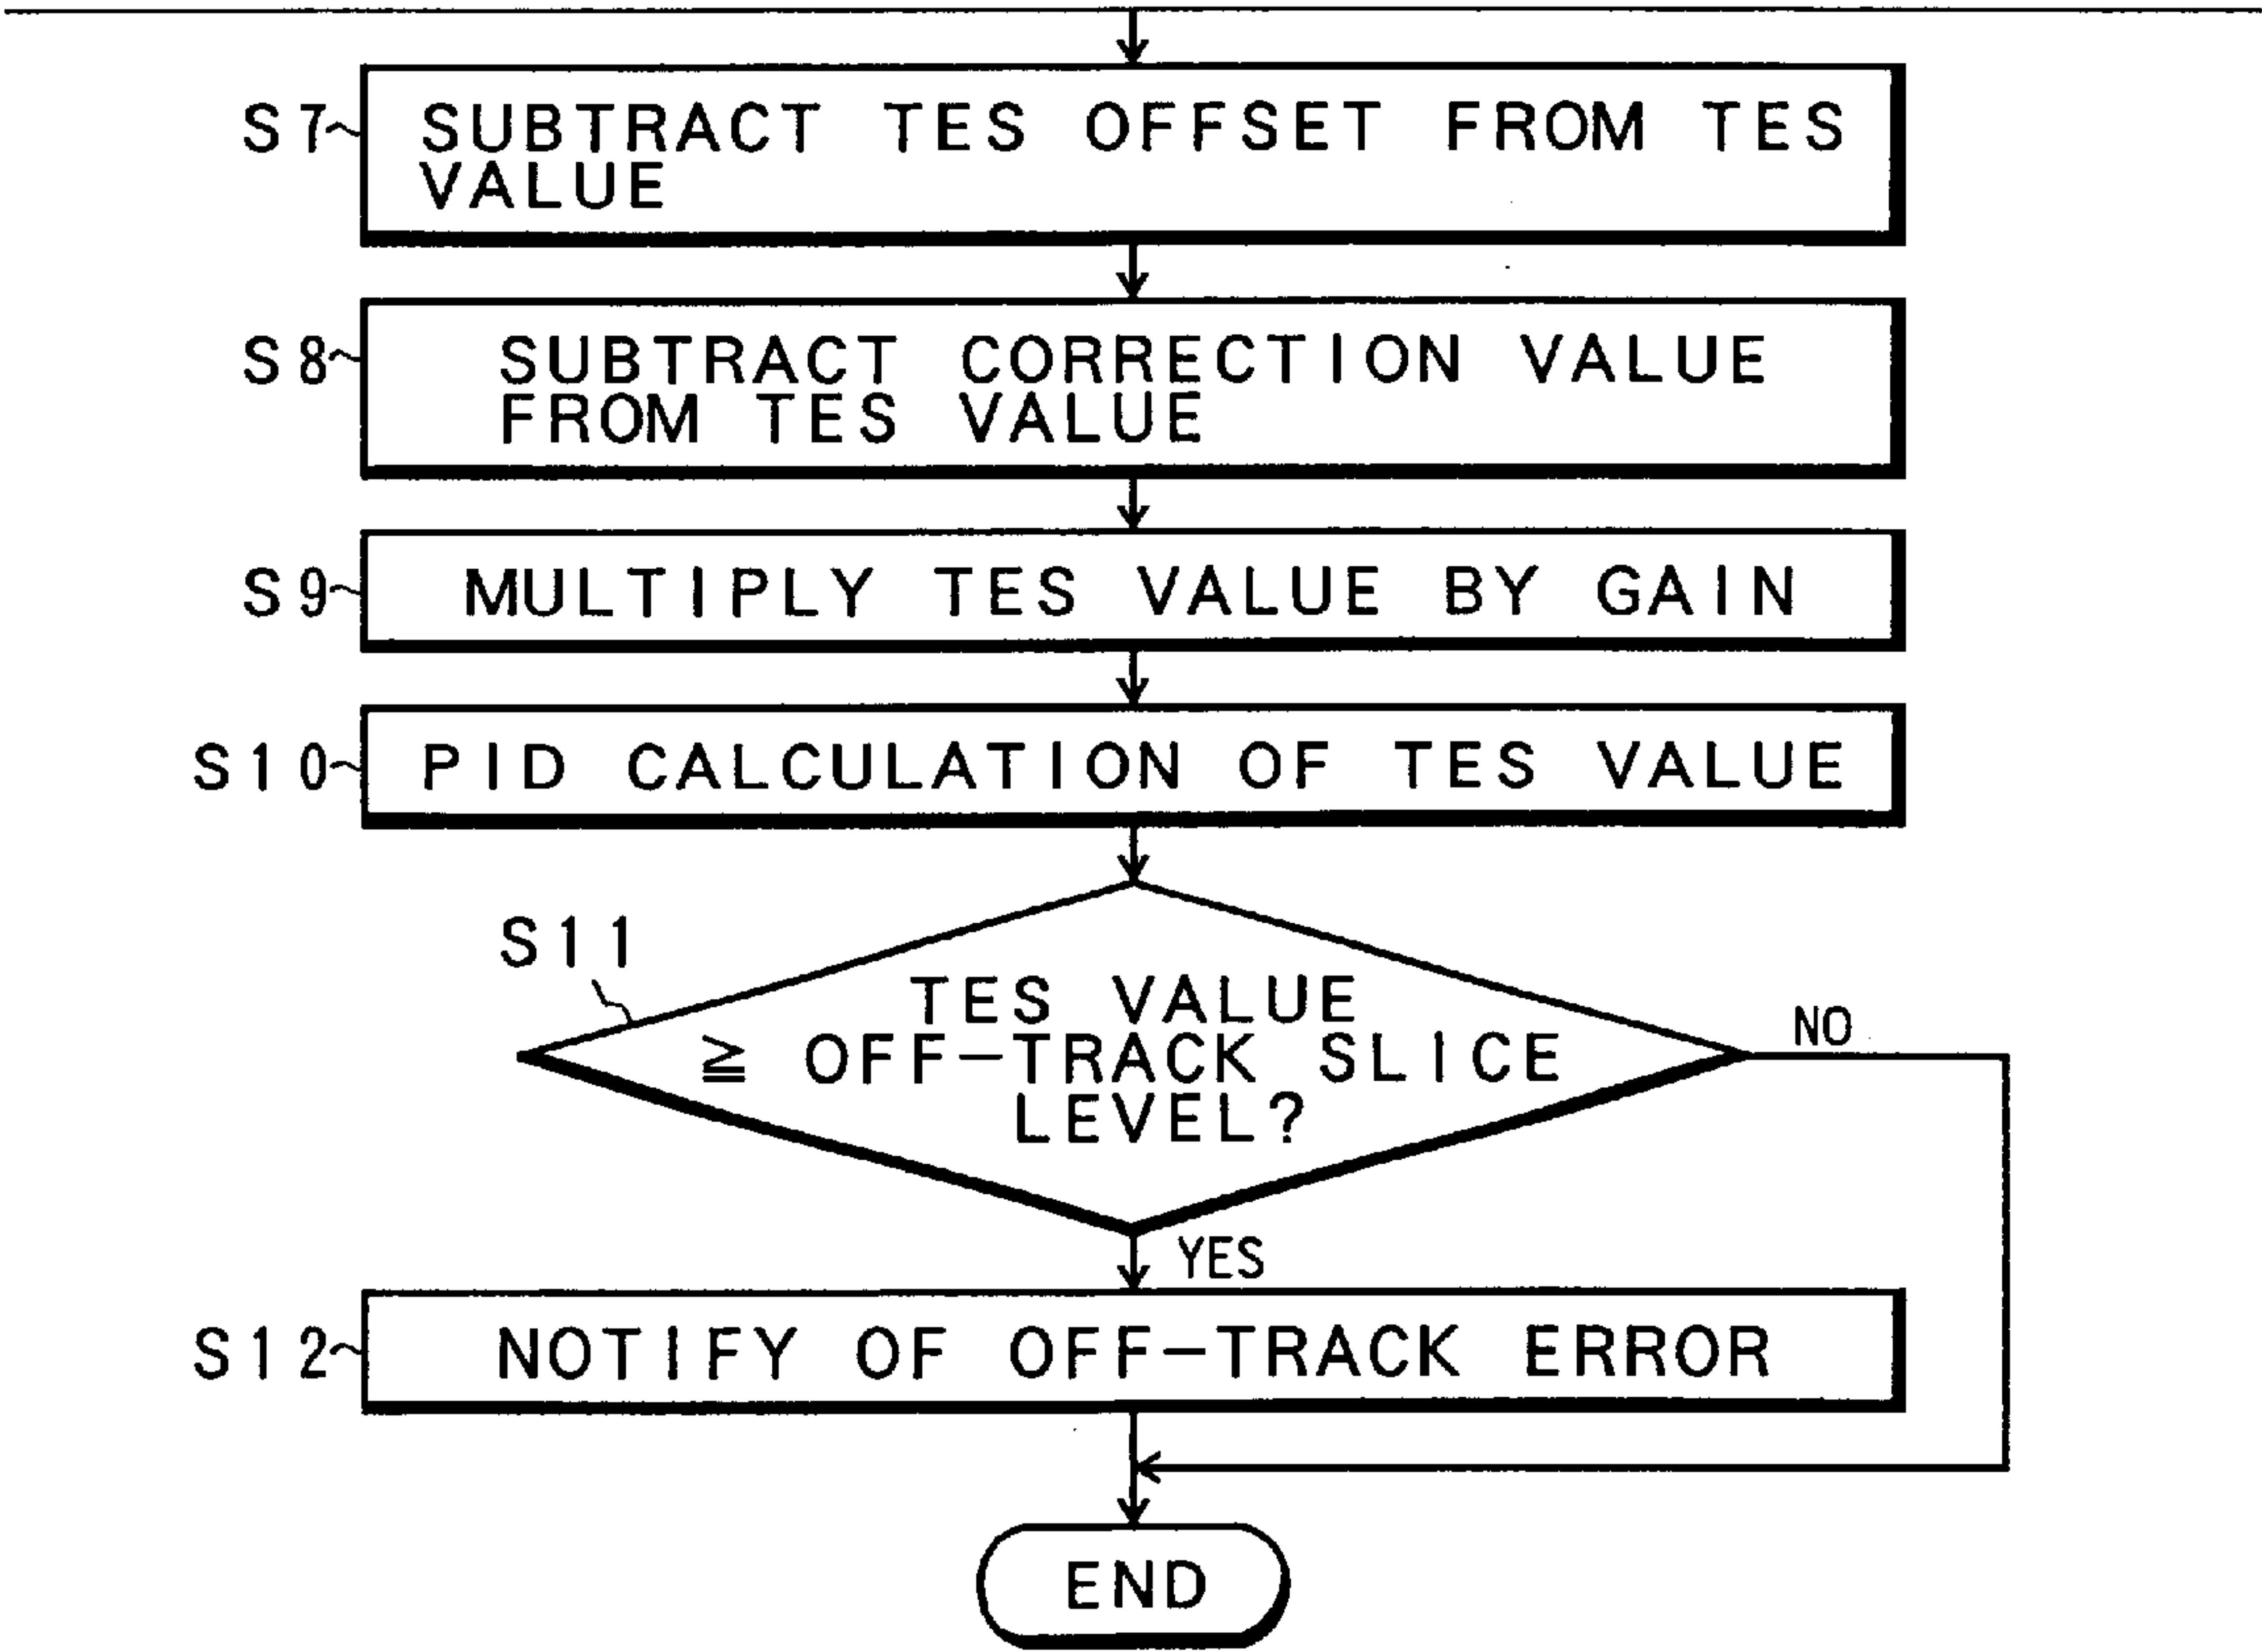 S7
SUBTRACT TES OFFSET FROM TES
VALUE
S8
SUBTRACT CORRECTION VALUE
FROM TES VALUE
S9
MULTIPLY TES VALUE BY GAIN
S10
PID CALCULATION OF TES VALUE
S11
TES VALUE
≧ OFF-TRACK SLICE
LEVEL?
NO
YES
S12
NOTIFY OF OFF-TRACK ERROR
END